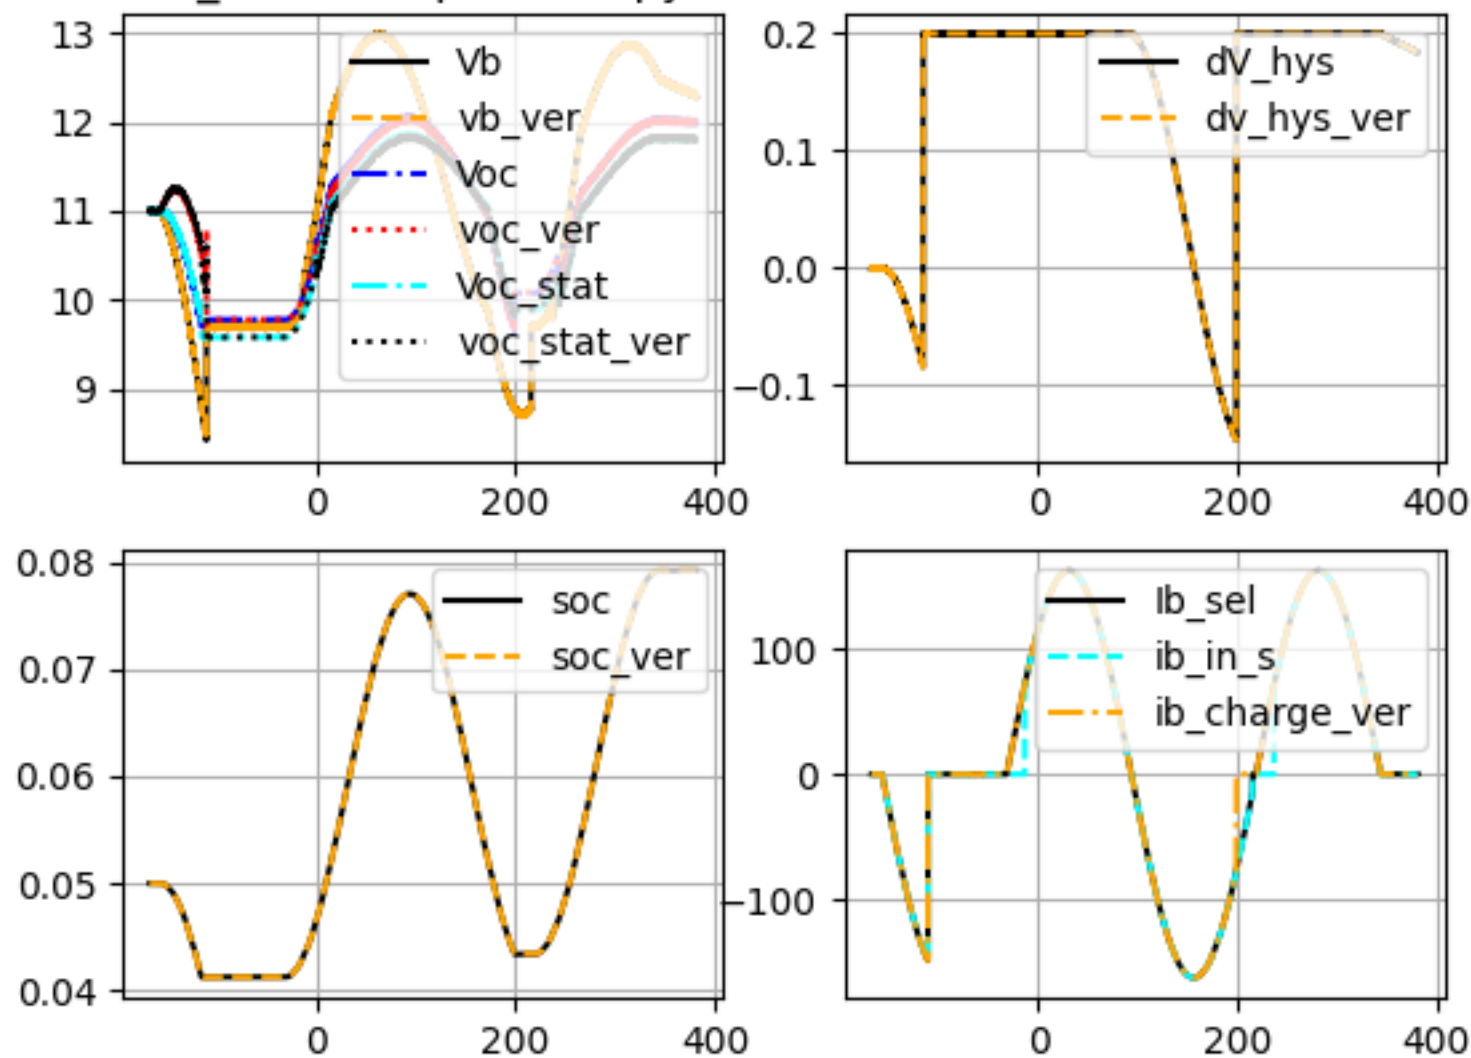 13
12
11
10
9
Vb
vb_ver
Voc
voc_ver
Voc_stat
voc_stat_ver
0
200
400
0.2
0.1
0.0
−0.1
dV_hys
dv_hys_ver
0
200
400
0.08
0.07
0.06
0.05
0.04
soc
soc_ver
0
200
400
100
0
−100
Ib_sel
ib_in_s
ib_charge_ver
0
200
400